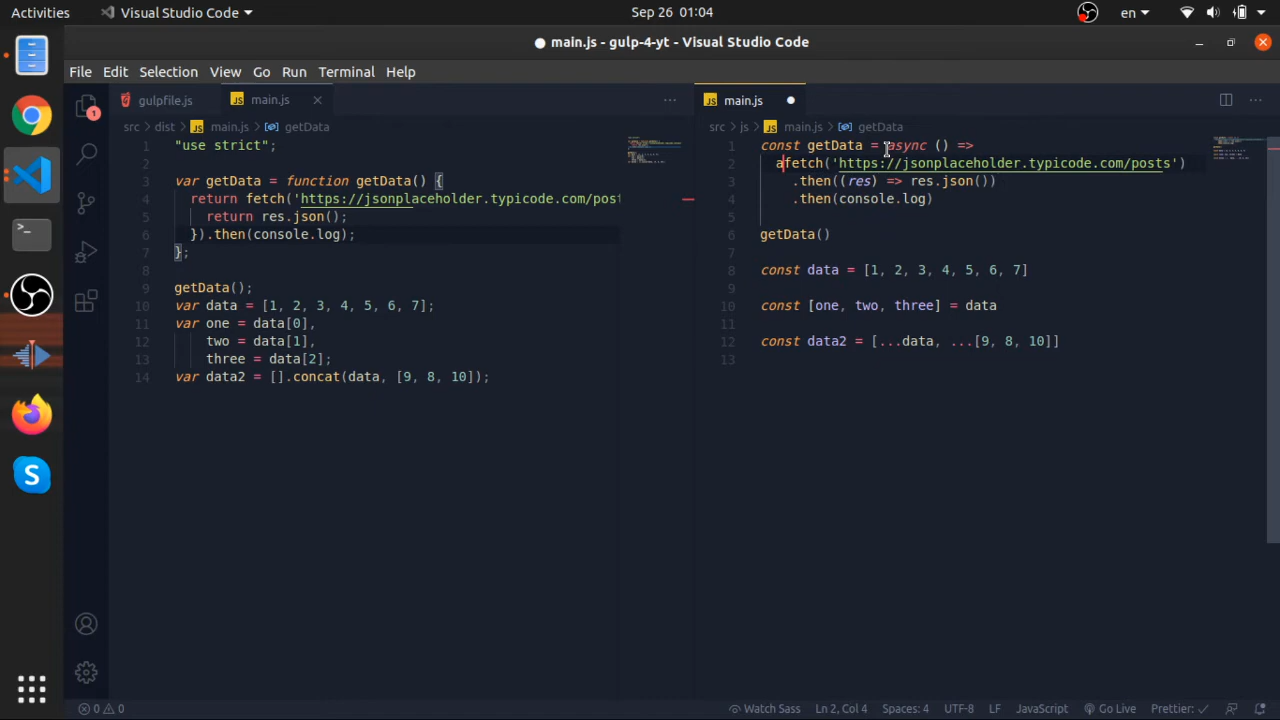 Activities
Visual Studio Code
Sep 26 01:04
en
main.js - gulp-4-yt - Visual Studio Code
File Edit Selection View Go Run Terminal Help
gulpfile.js
main.js
src > dist > JS main.js > getData
1 "use strict";
2
3 var getData = function getData() {
4 return fetch('https://jsonplaceholder.typicode.com/post
5 return res.json();
6 }).then(console.log);
7 };
8
9 getData();
10 var data = [1, 2, 3, 4, 5, 6, 7];
11 var one = data[0],
12 two = data[1],
13 three = data[2];
14 var data2 = [].concat(data, [9, 8, 10]);
JS main.js
src > js > JS main.js > getData
1 const getData = async () =>
2 afetch('https://jsonplaceholder.typicode.com/posts')
3 .then((res) => res.json())
4 .then(console.log)
5
6 getData()
7
8 const data = [1, 2, 3, 4, 5, 6, 7]
9
10 const [one, two, three] = data
11
12 const data2 = [...data, ...[9, 8, 10]]
13
0 0
Watch Sass
Ln 2, Col 4
Spaces: 4
UTF-8
LF
JavaScript
Go Live
Prettier: ✓